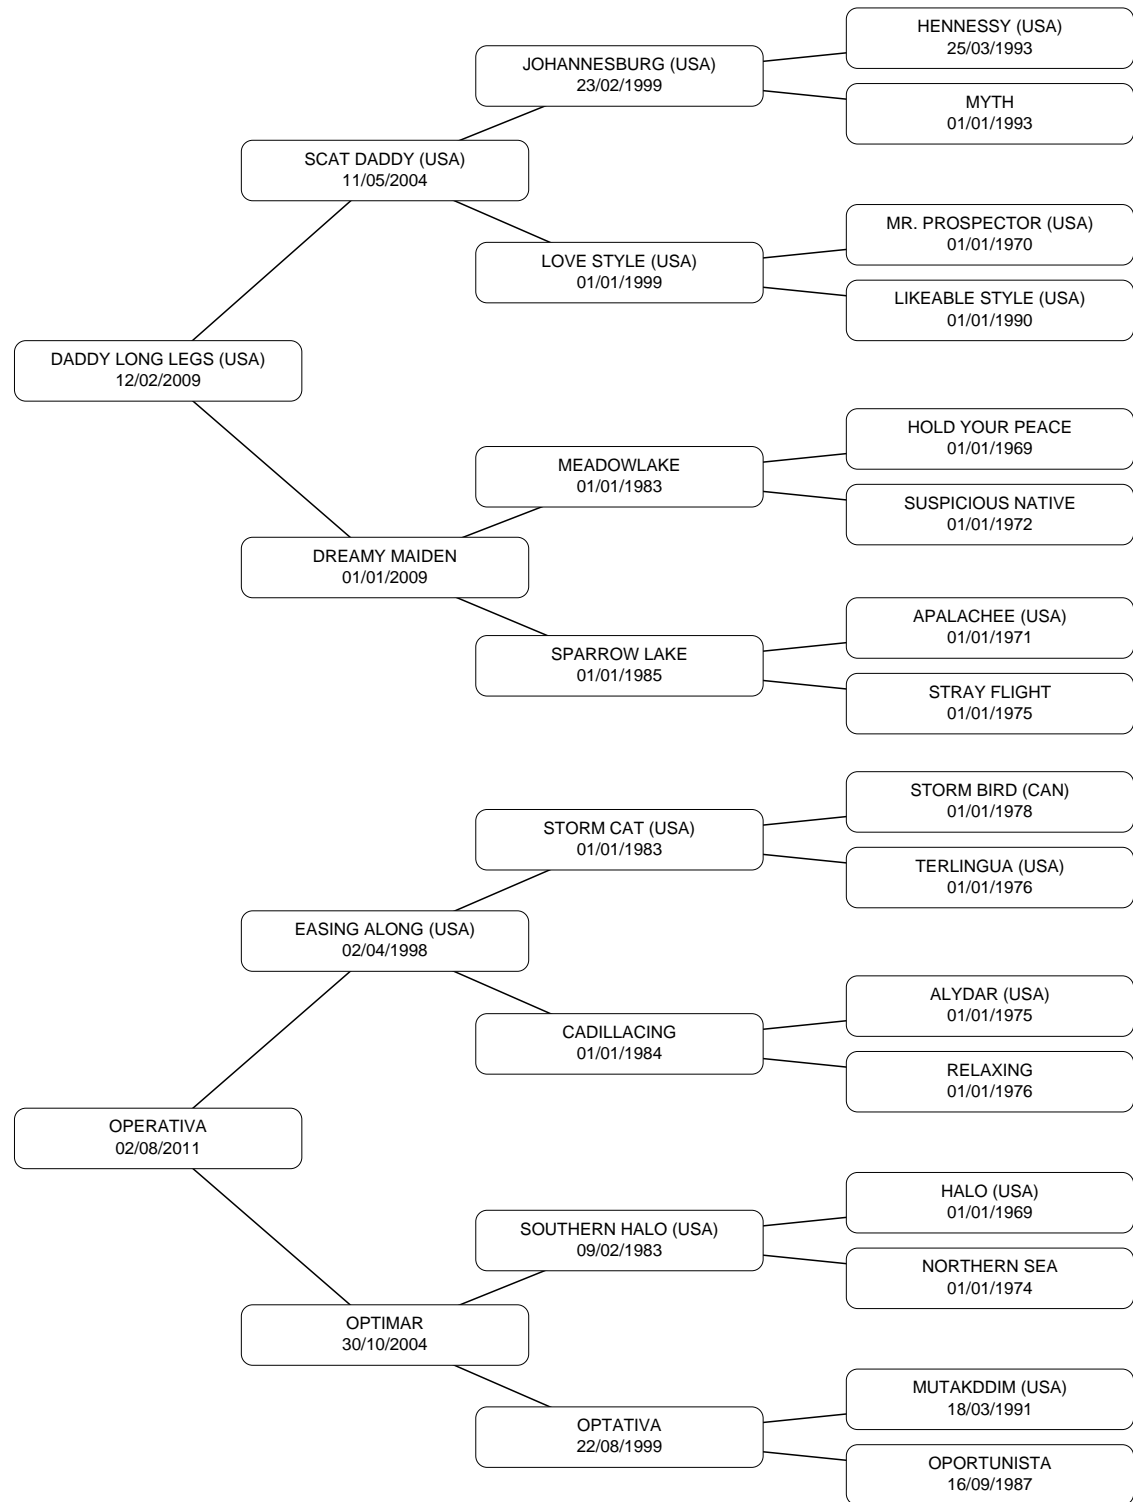 HENNESSY (USA)
25/03/1993
JOHANNESBURG (USA)
23/02/1999
MYTH
01/01/1993
SCAT DADDY (USA)
11/05/2004
MR. PROSPECTOR (USA)
01/01/1970
LOVE STYLE (USA)
01/01/1999
LIKEABLE STYLE (USA)
01/01/1990
DADDY LONG LEGS (USA)
12/02/2009
HOLD YOUR PEACE
01/01/1969
MEADOWLAKE
01/01/1983
SUSPICIOUS NATIVE
01/01/1972
DREAMY MAIDEN
01/01/2009
APALACHEE (USA)
01/01/1971
SPARROW LAKE
01/01/1985
STRAY FLIGHT
01/01/1975
STORM BIRD (CAN)
01/01/1978
STORM CAT (USA)
01/01/1983
TERLINGUA (USA)
01/01/1976
EASING ALONG (USA)
02/04/1998
ALYDAR (USA)
01/01/1975
CADILLACING
01/01/1984
RELAXING
01/01/1976
OPERATIVA
02/08/2011
HALO (USA)
01/01/1969
SOUTHERN HALO (USA)
09/02/1983
NORTHERN SEA
01/01/1974
OPTIMAR
30/10/2004
MUTAKDDIM (USA)
18/03/1991
OPTATIVA
22/08/1999
OPORTUNISTA
16/09/1987